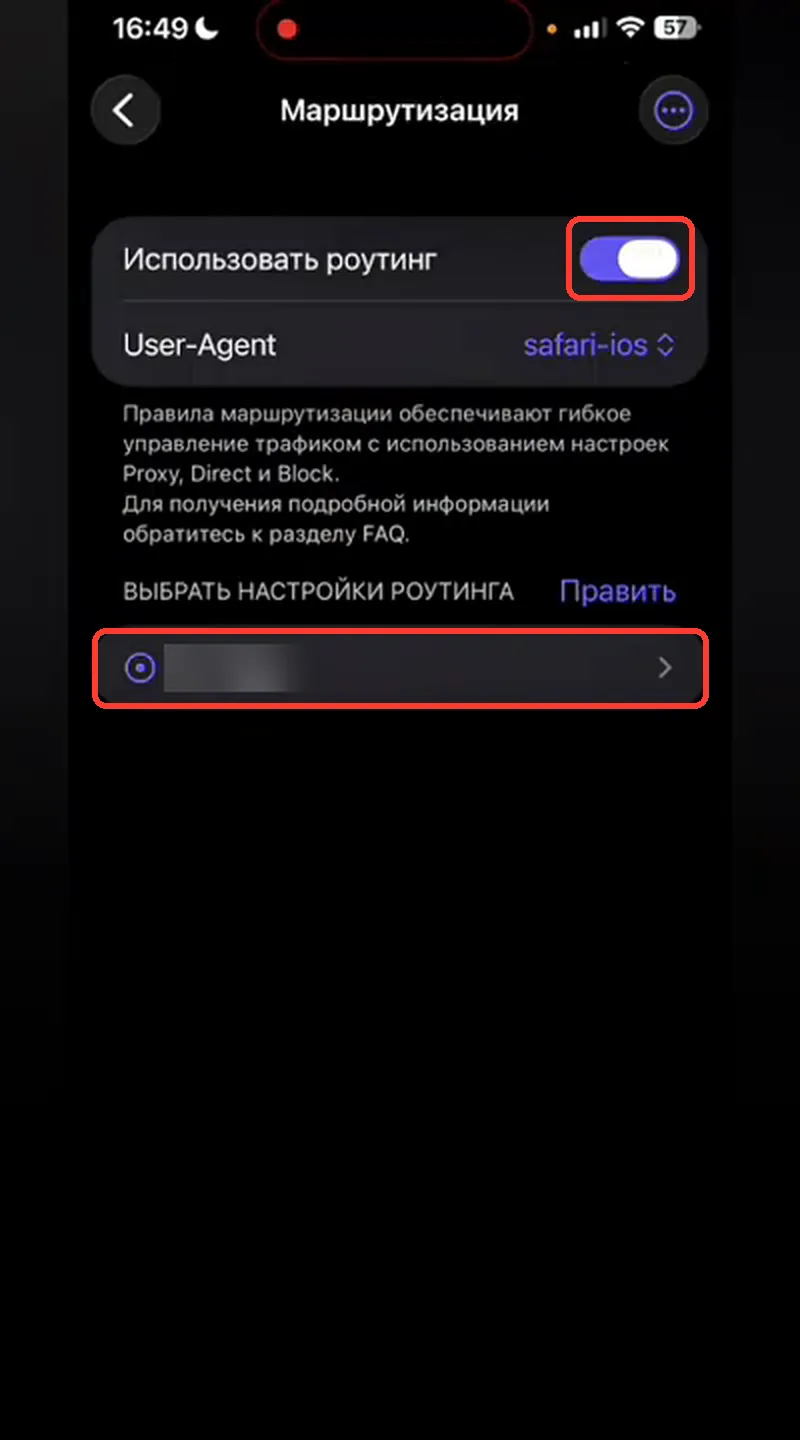 16:49
57
Маршрутизация
Использовать роутинг
User-Agent safari-ios
Правила маршрутизации обеспечивают гибкое
управление трафиком с использованием настроек
Proxy, Direct и Block.
Для получения подробной информации
обратитесь к разделу FAQ.
ВЫБРАТЬ НАСТРОЙКИ РОУТИНГА Править